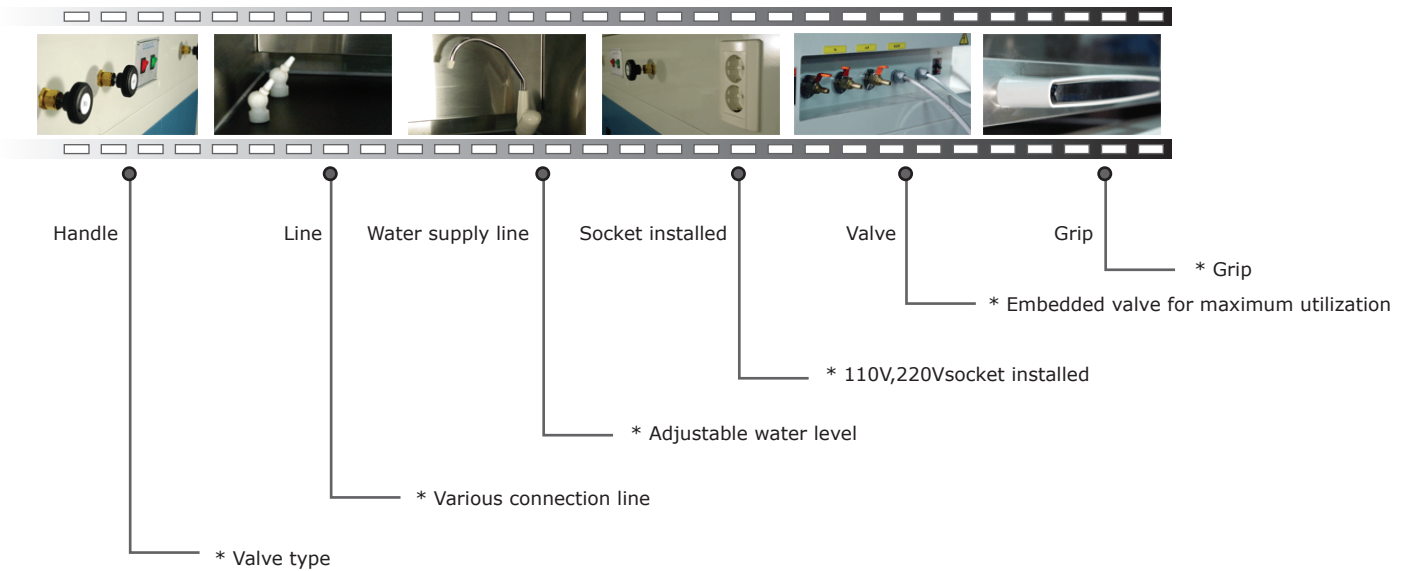 Handle
Line
Water supply line
Socket installed
Valve
Grip
* Grip
* Embedded valve for maximum utilization
* 110V,220Vsocket installed
* Adjustable water level
* Various connection line
* Valve type